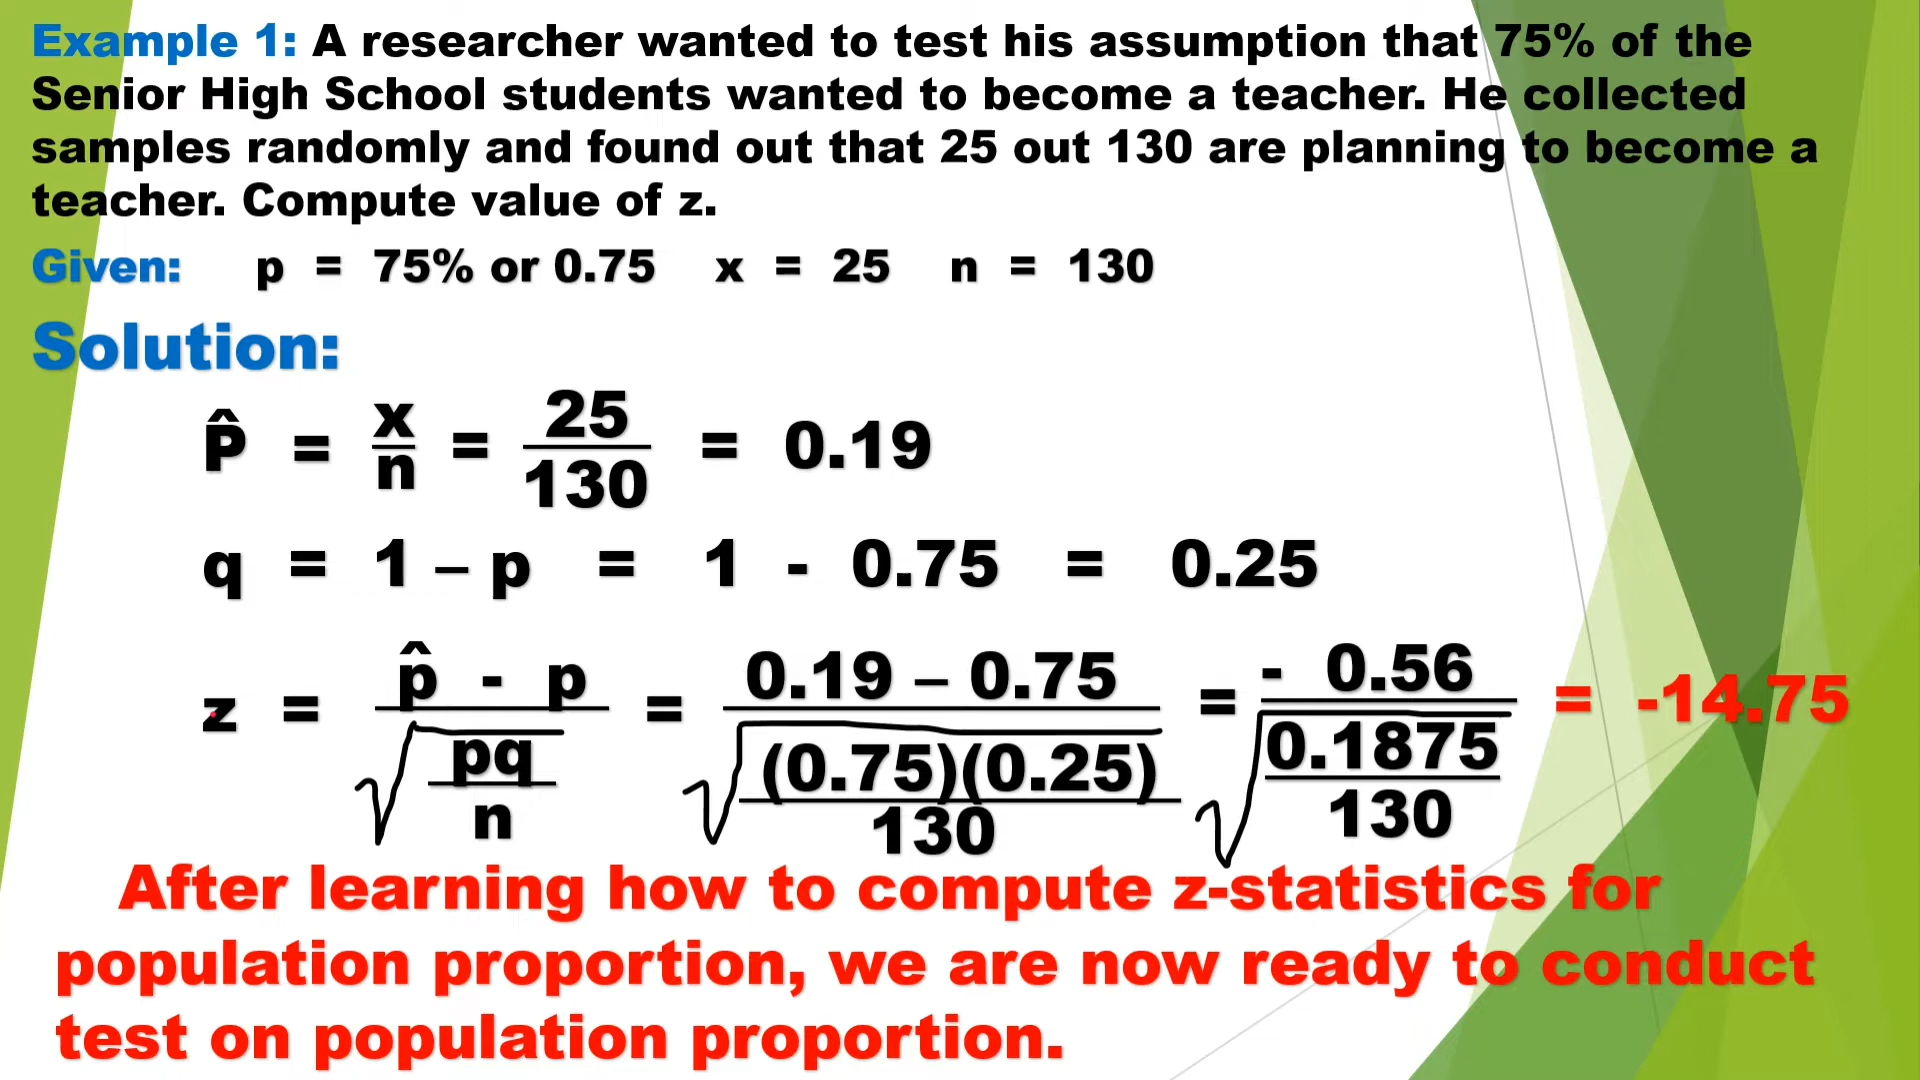 Example 1: A researcher wanted to test his assumption that 75% of the
Senior High School students wanted to become a teacher. He collected
samples randomly and found out that 25 out 130 are planning to become a
teacher. Compute value of z.
Given: p = 75% or 0.75 x = 25 n = 130
Solution:
P̂ = x/n = 25/130 = 0.19
q = 1 – p = 1 - 0.75 = 0.25
z = (p̂ - p)/√(pq/n) = (0.19 – 0.75)/√((0.75)(0.25)/130) = - 0.56/√(0.1875/130) = -14.75
After learning how to compute z-statistics for
population proportion, we are now ready to conduct
test on population proportion.